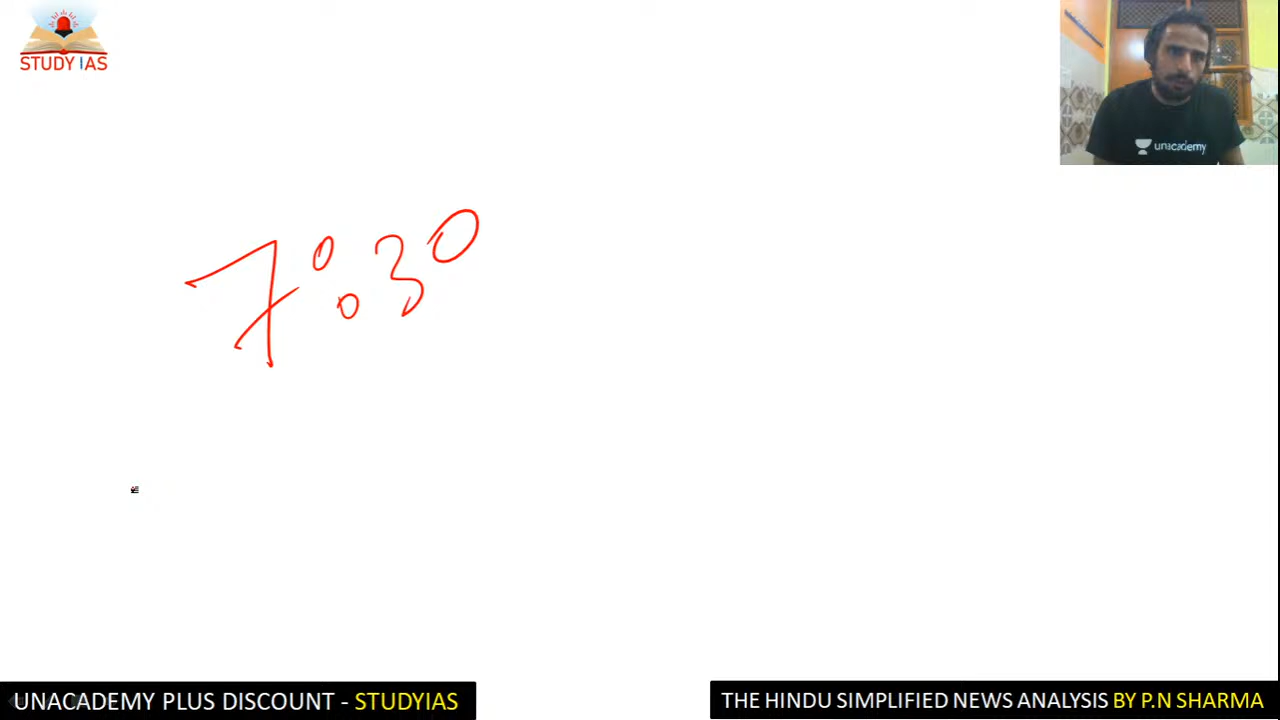 STUDY IAS
unacademy
7:30
UNACADEMY PLUS DISCOUNT - STUDYIAS
THE HINDU SIMPLIFIED NEWS ANALYSIS BY P.N SHARMA